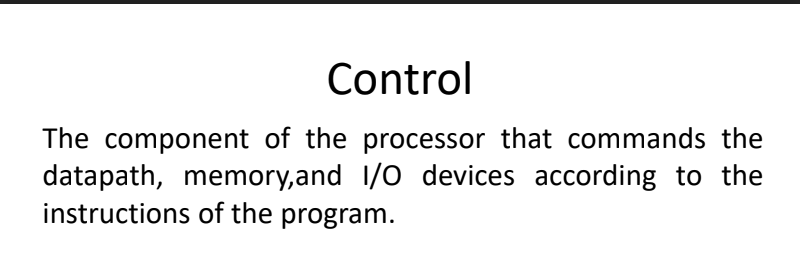 Control
The component of the processor that commands the
datapath, memory,and I/O devices according to the
instructions of the program.